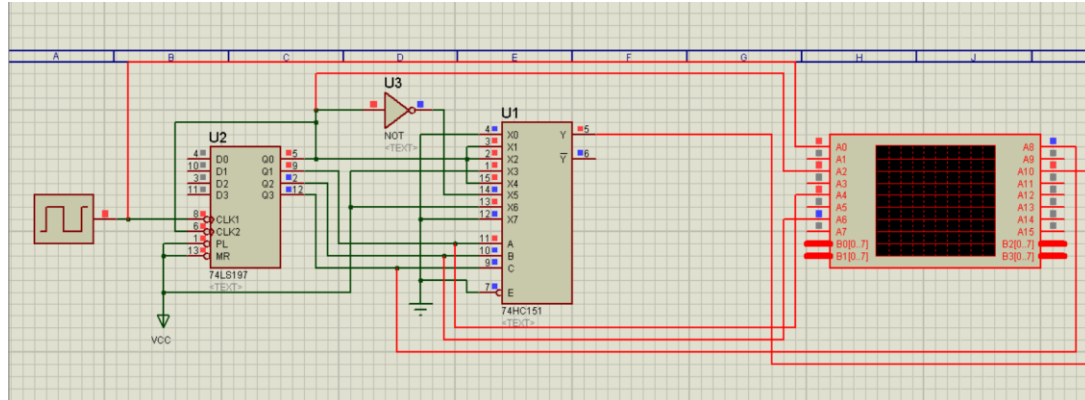 A B C D E F G H J
U3
NOT
<TEXT>
U2
4 D0 Q0 5
10 D1 Q1 9
3 D2 Q2 2
11 D3 Q3 12
8 CLK1
6 CLK2
1 PL
13 MR
74LS197
<TEXT>
VCC
U1
4 X0 Y 5
3 X1
2 X2 Y 6
1 X3
15 X4
14 X5
13 X6
12 X7
11 A
10 B
9 C
7 E
74HC151
<TEXT>
A0 A8
A1 A9
A2 A10
A3 A11
A4 A12
A5 A13
A6 A14
A7 A15
B0[0..7] B2[0..7]
B1[0..7] B3[0..7]